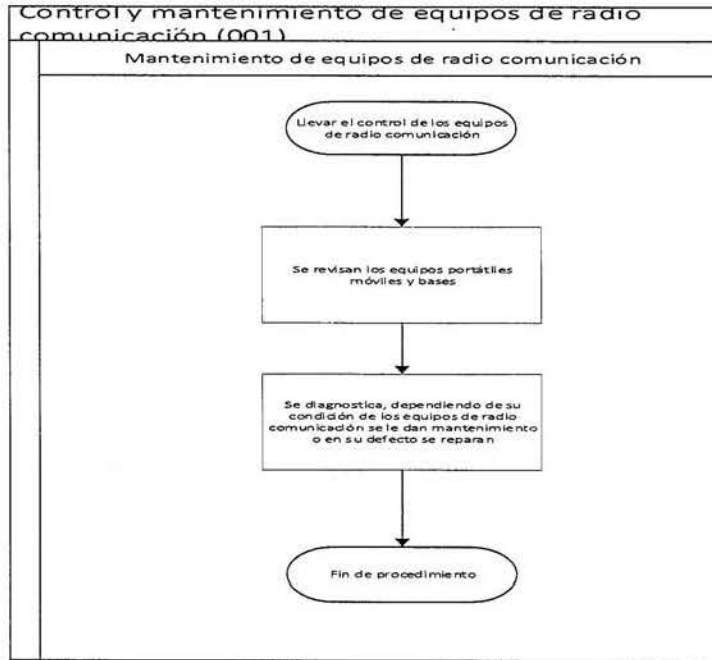 Control y mantenimiento de equipos de radio
comunicación (001)
Mantenimiento de equipos de radio comunicación
Llevar el control de los equipos
de radio comunicación
Se revisan los equipos portátiles
móviles y bases
Se diagnostica, dependiendo de su
condición de los equipos de radio
comunicación se le dan mantenimiento
o en su defecto se reparan
Fin de procedimiento